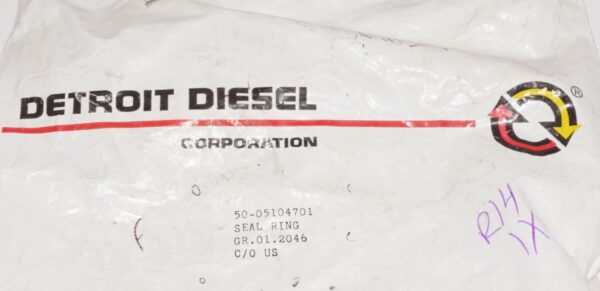 DETROIT DIESEL
®
CORPORATION
50-05104701
SEAL RING
GR.01.2046
C/O US
R14
1X